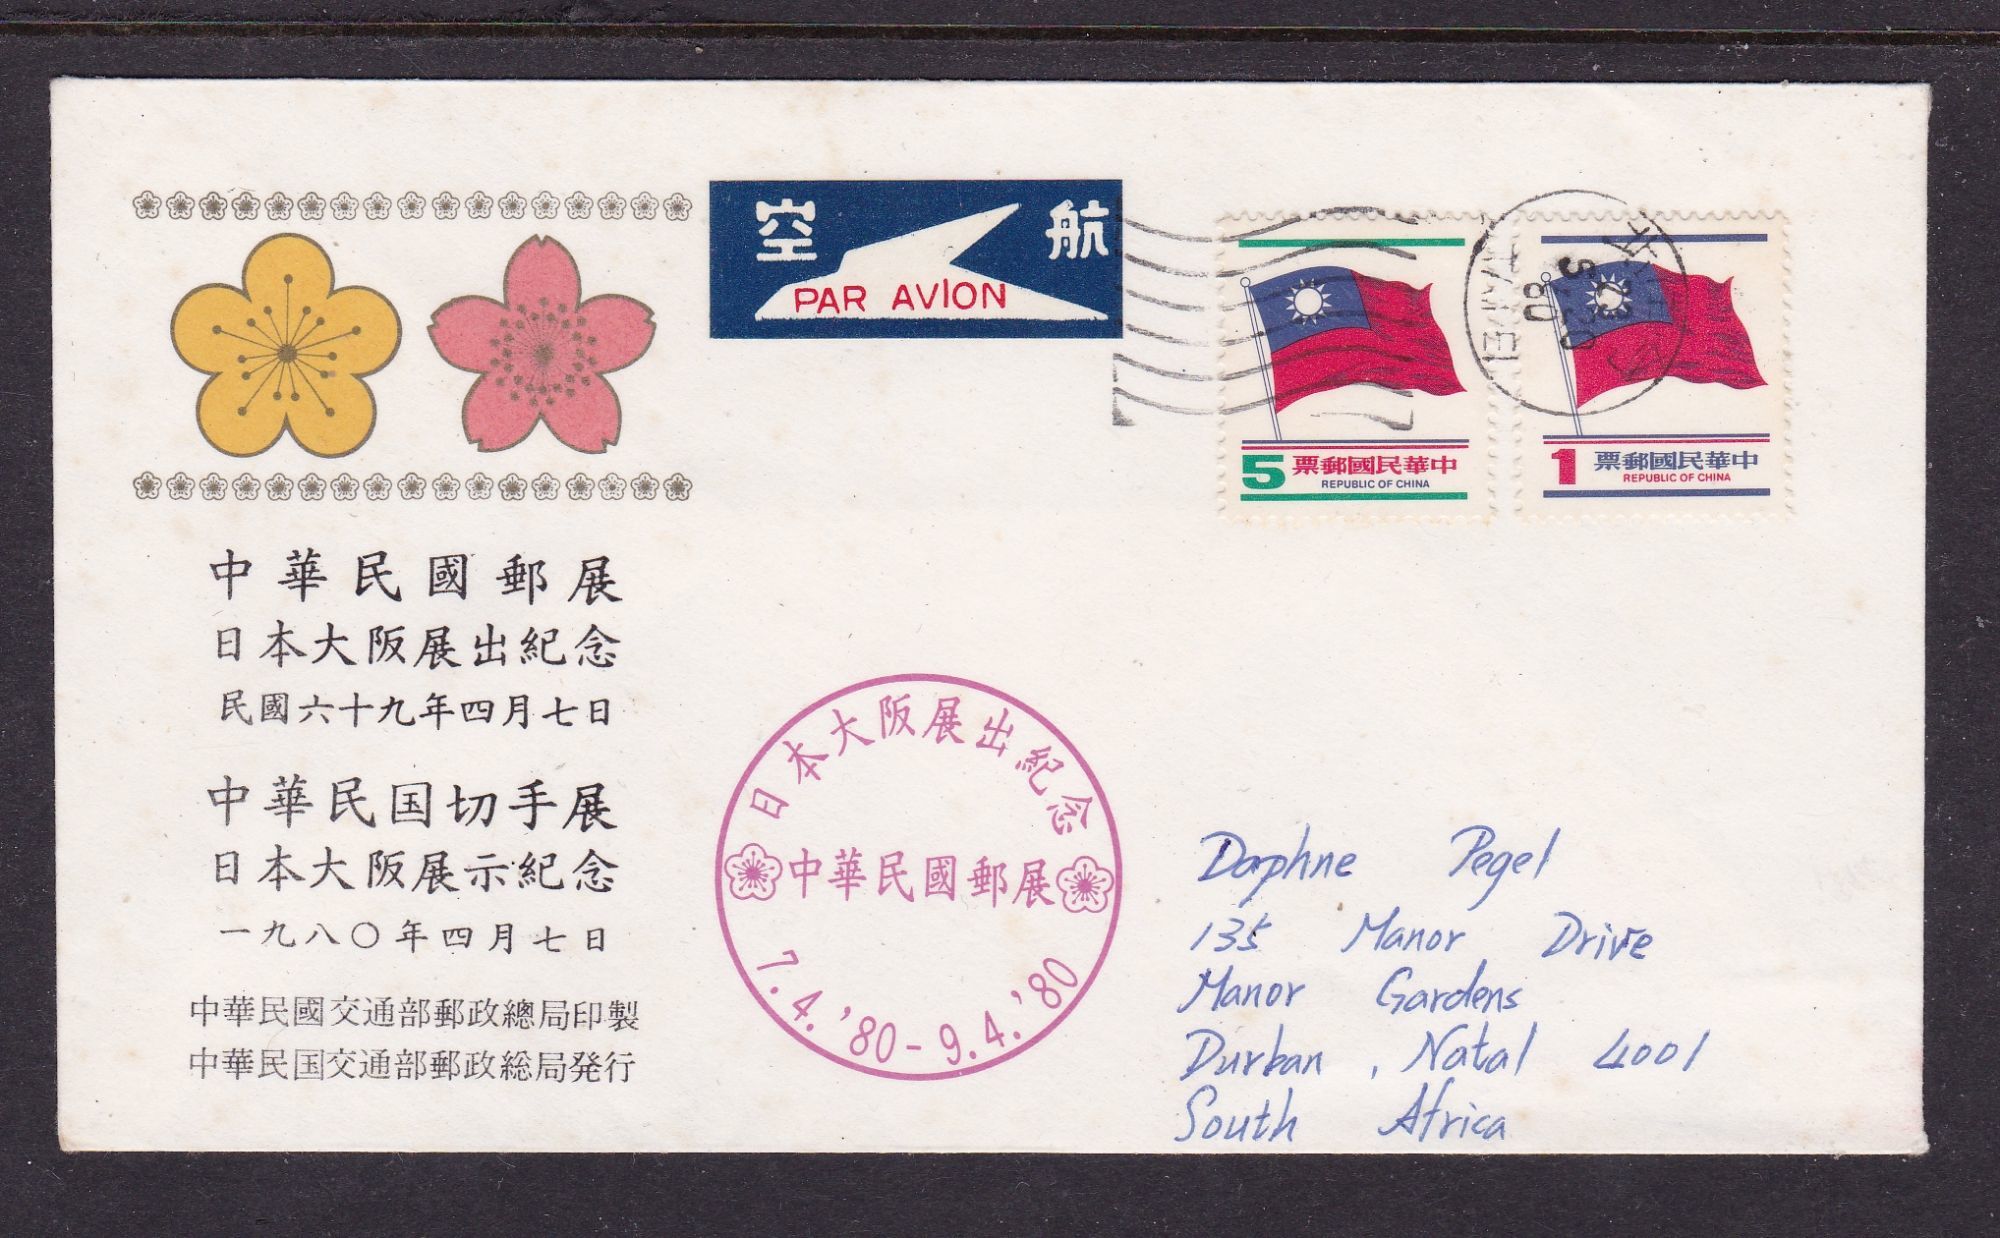 空航
PAR AVION
5 票郵國民華中
REPUBLIC OF CHINA
1 票郵國民華中
REPUBLIC OF CHINA
80
中華民國郵展
日本大阪展出紀念
民國六十九年四月七日
中華民国切手展
日本大阪展示紀念
一九八〇年四月七日
中華民國交通部郵政總局印製
中華民国交通部郵政総局発行
日本大阪展出紀念
中華民國郵展
7.4.'80-9.4.'80
Daphne Pegel
135 Manor Drive
Manor Gardens
Durban, Natal 4001
South Africa